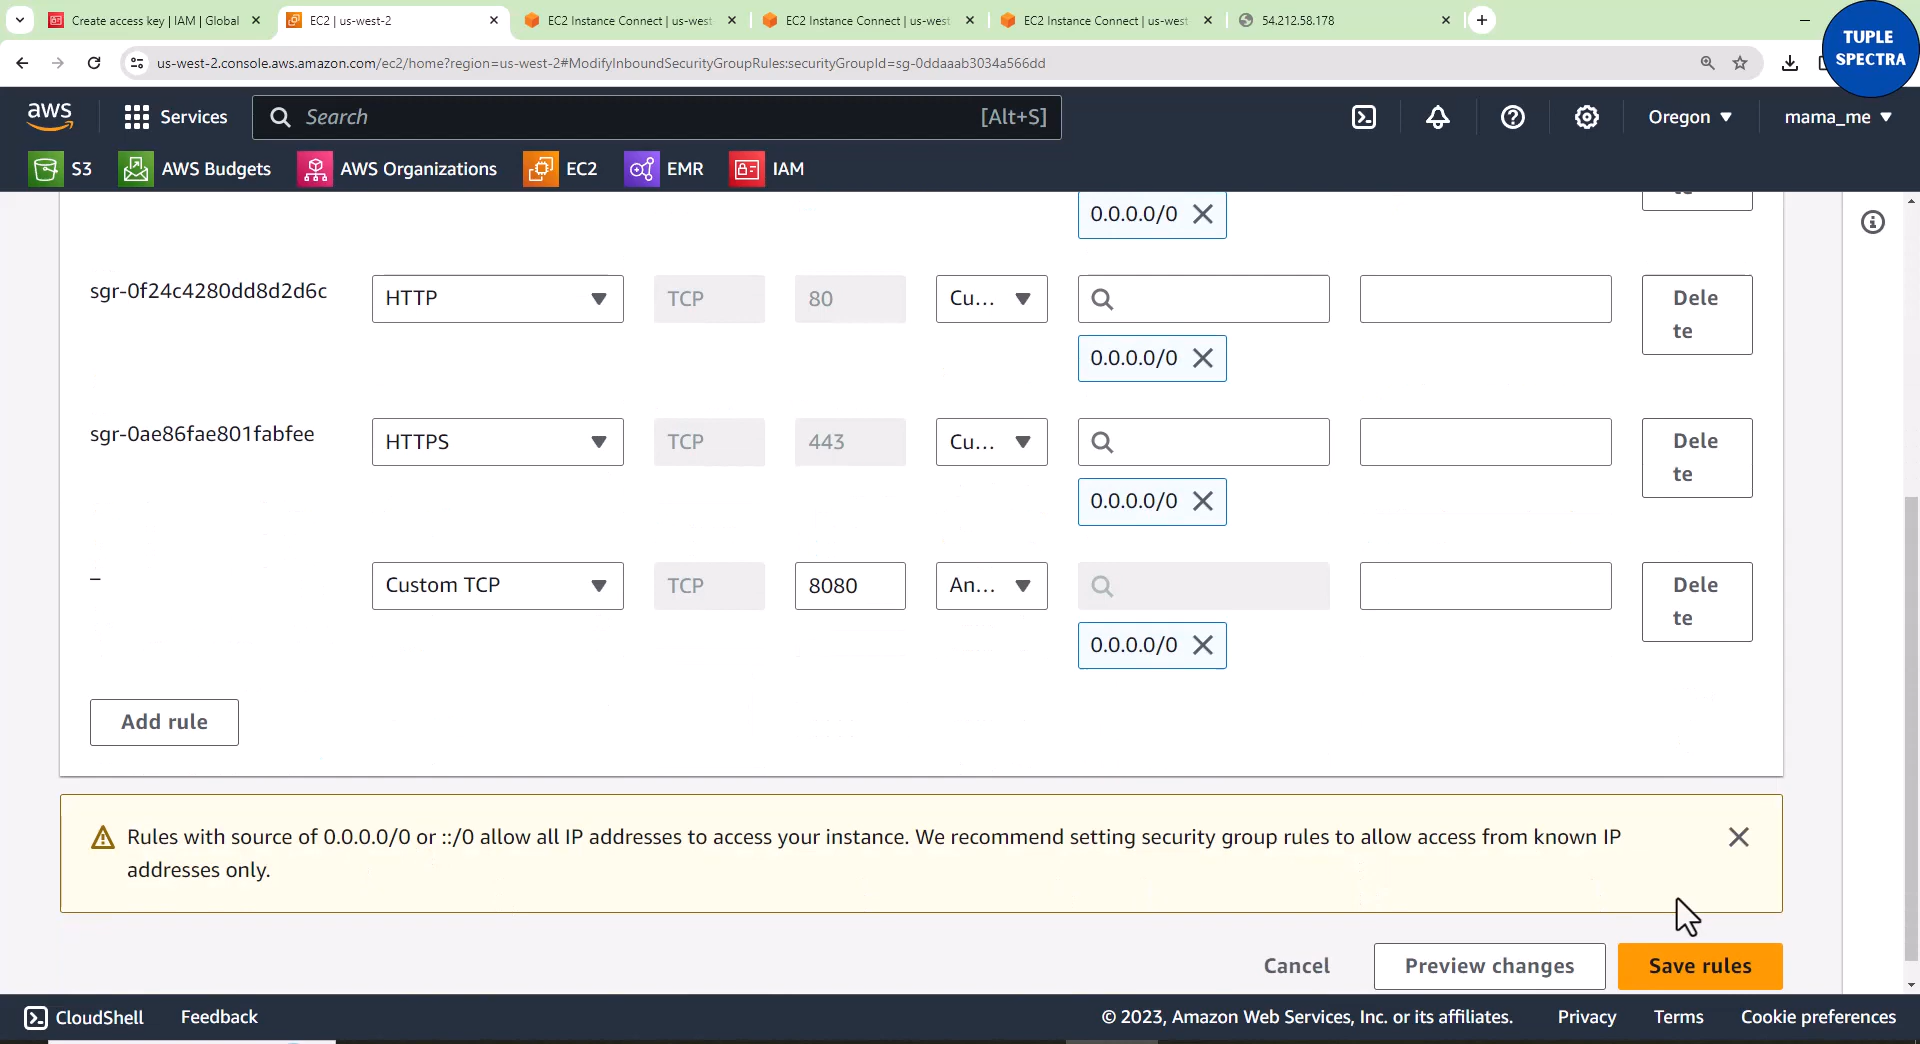 Create access key | IAM | Global
EC2 | us-west-2
EC2 Instance Connect | us-west
EC2 Instance Connect | us-west
EC2 Instance Connect | us-west
54.212.58.178
TUPLE
SPECTRA
us-west-2.console.aws.amazon.com/ec2/home?region=us-west-2#ModifyInboundSecurityGroupRules:securityGroupId=sg-0ddaaab3034a566dd
aws
Services
Search
[Alt+S]
Oregon
mama_me
S3
AWS Budgets
AWS Organizations
EC2
EMR
IAM
0.0.0.0/0
sgr-0f24c4280dd8d2d6c
HTTP
TCP
80
Cu...
Dele
te
0.0.0.0/0
sgr-0ae86fae801fabfee
HTTPS
TCP
443
Cu...
Dele
te
0.0.0.0/0
–
Custom TCP
TCP
8080
An...
Dele
te
0.0.0.0/0
Add rule
Rules with source of 0.0.0.0/0 or ::/0 allow all IP addresses to access your instance. We recommend setting security group rules to allow access from known IP
addresses only.
Cancel
Preview changes
Save rules
CloudShell
Feedback
© 2023, Amazon Web Services, Inc. or its affiliates.
Privacy
Terms
Cookie preferences